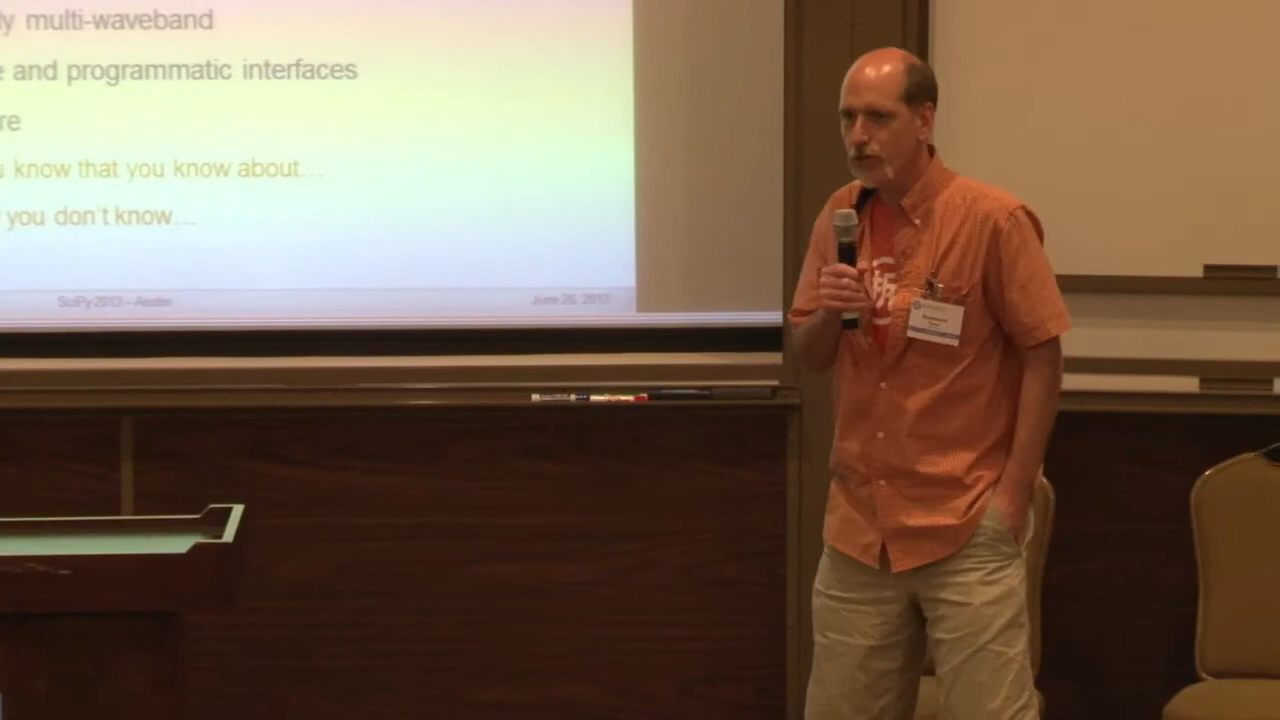 ly multi-waveband
e and programmatic interfaces
re
u know that you know about...
you don't know...
SciPy 2013 – Austin
June 26, 2013